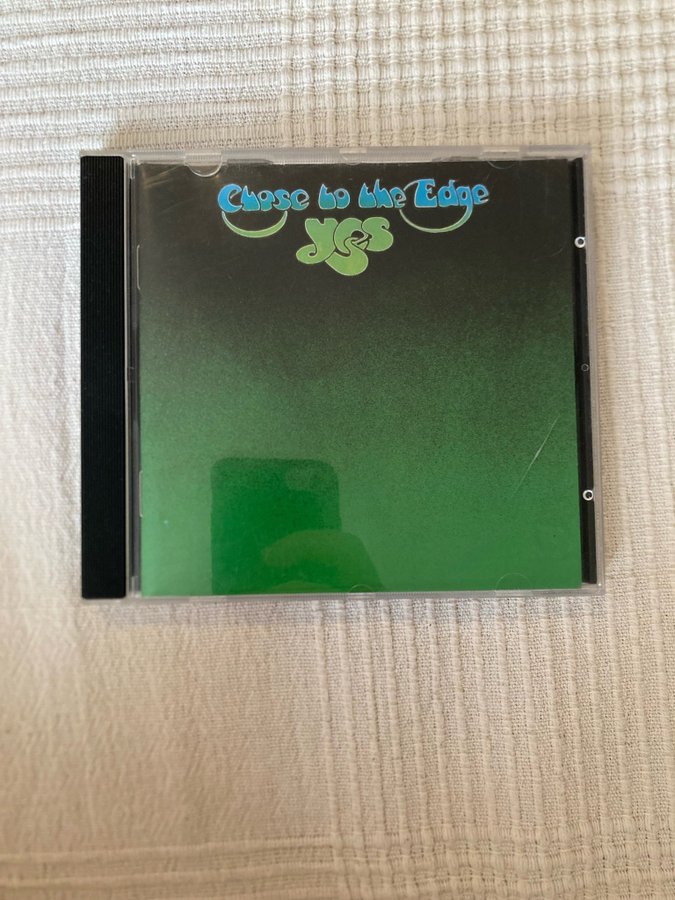 Close to the Edge
Yes